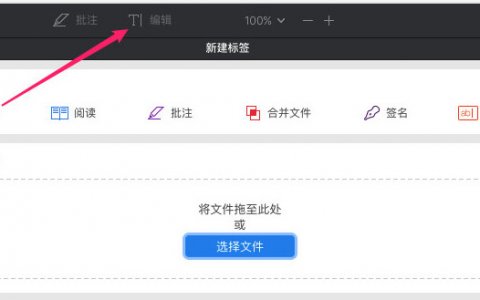 批注 T| 编辑 100%
新建标签
阅读 批注 合并文件 签名 ab|
将文件拖至此处
或
选择文件